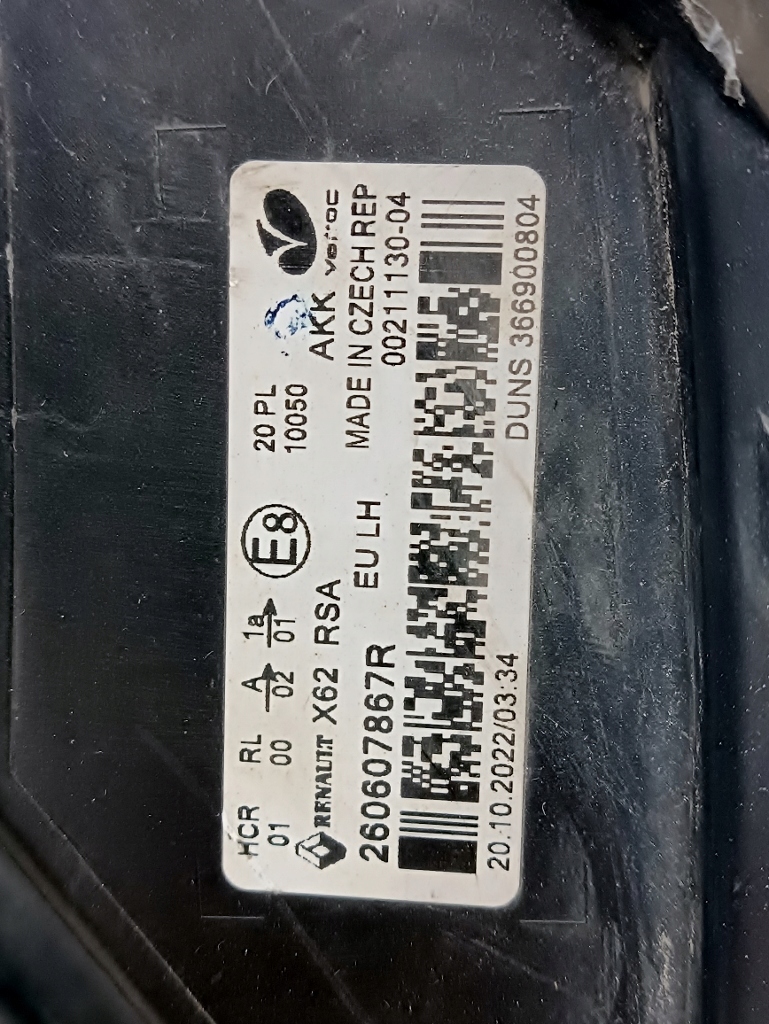 HCR RL A 1a E8 20 PL
01 00 02 01 10050
RENAULT X62 RSA AKK varroc
260607867R EU LH MADE IN CZECH REP
00211130-04
20.10.2022/03:34 DUNS 366900804